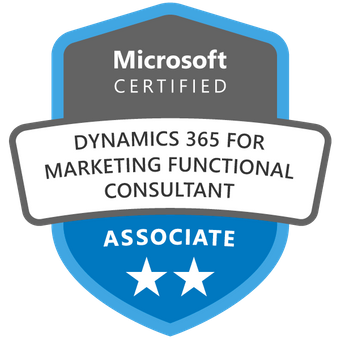 Microsoft
CERTIFIED
DYNAMICS 365 FOR
MARKETING FUNCTIONAL
CONSULTANT
ASSOCIATE